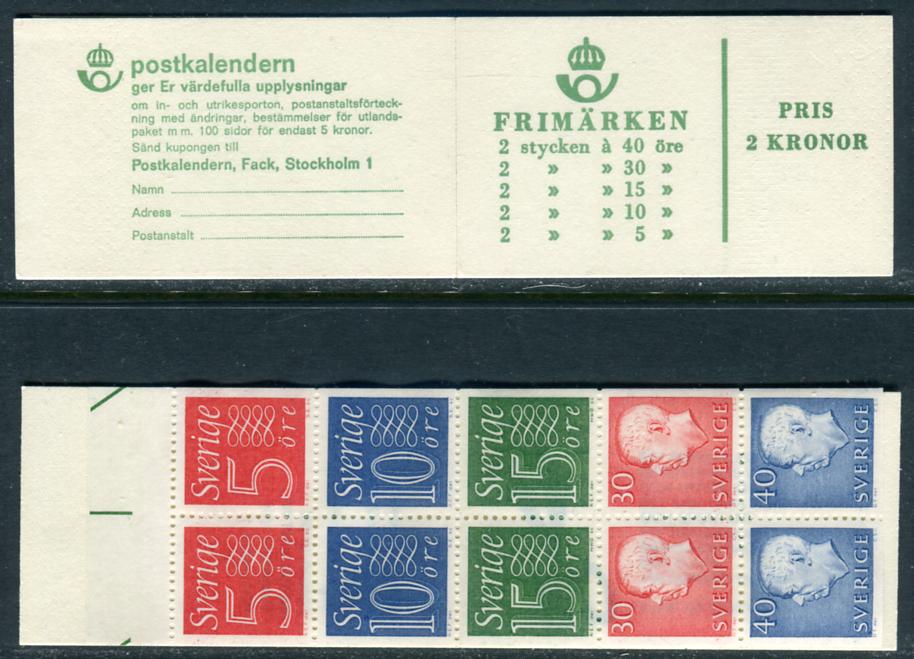 postkalendern
ger Er värdefulla upplysningar
om in- och utrikesporton, postanstaltsförteck-
ning med ändringar, bestämmelser för utlands-
paket m m. 100 sidor för endast 5 kronor.
Sänd kupongen till
Postkalendern, Fack, Stockholm 1
Namn
Adress
Postanstalt
FRIMÄRKEN
2 stycken à 40 öre
2 » » 30 »
2 » » 15 »
2 » » 10 »
2 » » 5 »
PRIS
2 KRONOR
Sverige
5 öre
Sverige
10 öre
Sverige
15 öre
30
SVERIGE
40
SVERIGE
Sverige
5 öre
Sverige
10 öre
Sverige
15 öre
30
SVERIGE
40
SVERIGE